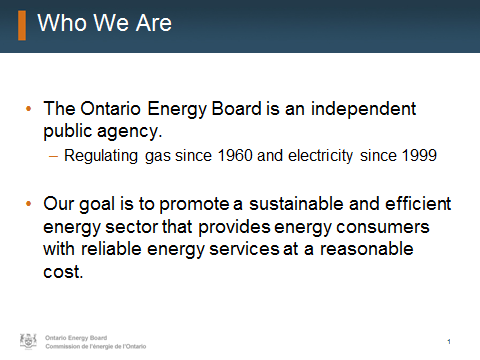 Who We Are
• The Ontario Energy Board is an independent
public agency.
– Regulating gas since 1960 and electricity since 1999
• Our goal is to promote a sustainable and efficient
energy sector that provides energy consumers
with reliable energy services at a reasonable
cost.
Ontario Energy Board
Commission de l'énergie de l'Ontario
1